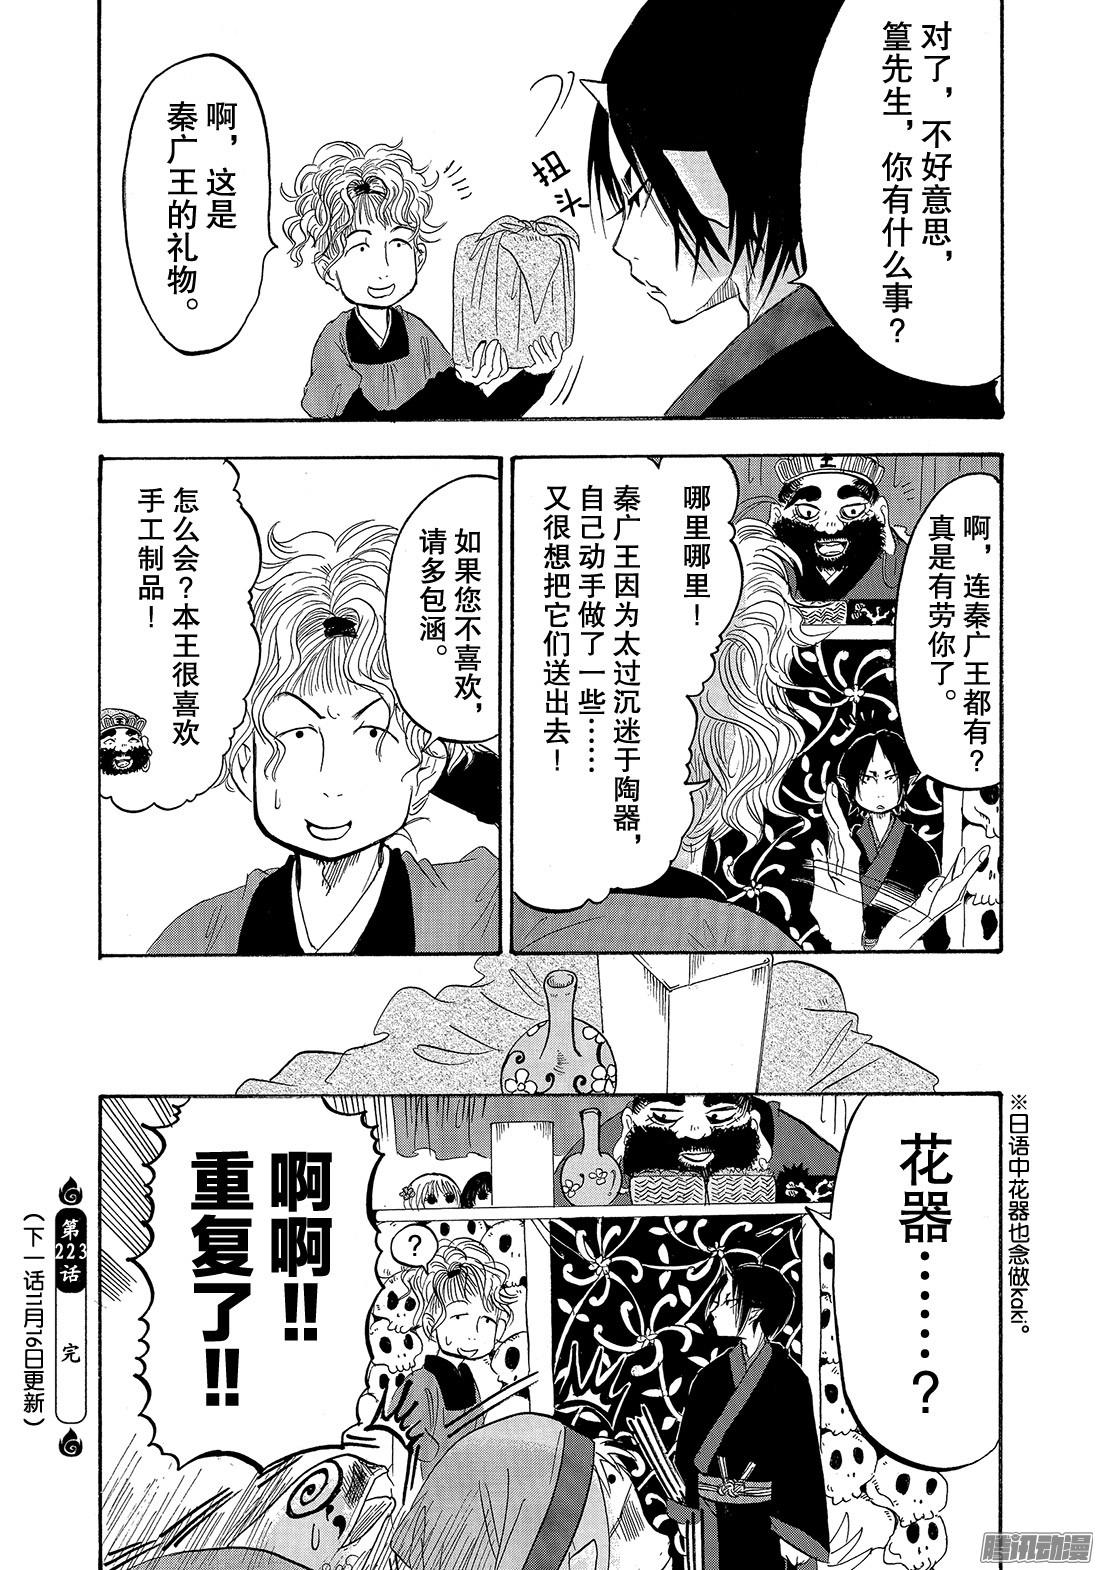 对了，不好意思，
篁先生，你有什么事？
扭头
啊，这是
秦广王的礼物。
啊，连秦广王都有？
真是有劳你了。
哪里哪里！
秦广王因为太过沉迷于陶器，
自己动手做了一些……
又很想把它们送出去！
如果您不喜欢，
请多包涵。
怎么会？本王很喜欢
手工制品！
王
花器……？
※日语中花器也念做kaki。
?
啊啊!!
重复了!!
第223话 完
（下一话11月16日更新）
腾讯动漫